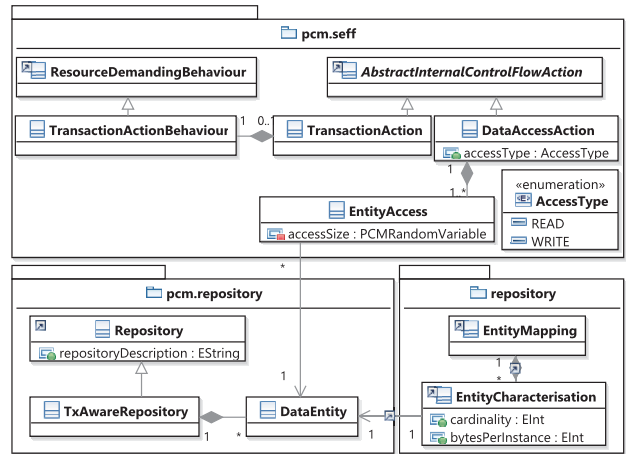 pcm.seff
ResourceDemandingBehaviour
AbstractInternalControlFlowAction
TransactionActionBehaviour
1
TransactionAction
DataAccessAction
accessType : AccessType
1
1..*
«enumeration»
AccessType
READ
WRITE
EntityAccess
accessSize : PCMRandomVariable
*
1
pcm.repository
Repository
repositoryDescription : EString
TxAwareRepository
1
*
DataEntity
repository
EntityMapping
1
*
EntityCharacterisation
cardinality : EInt
bytesPerInstance : EInt
1
1